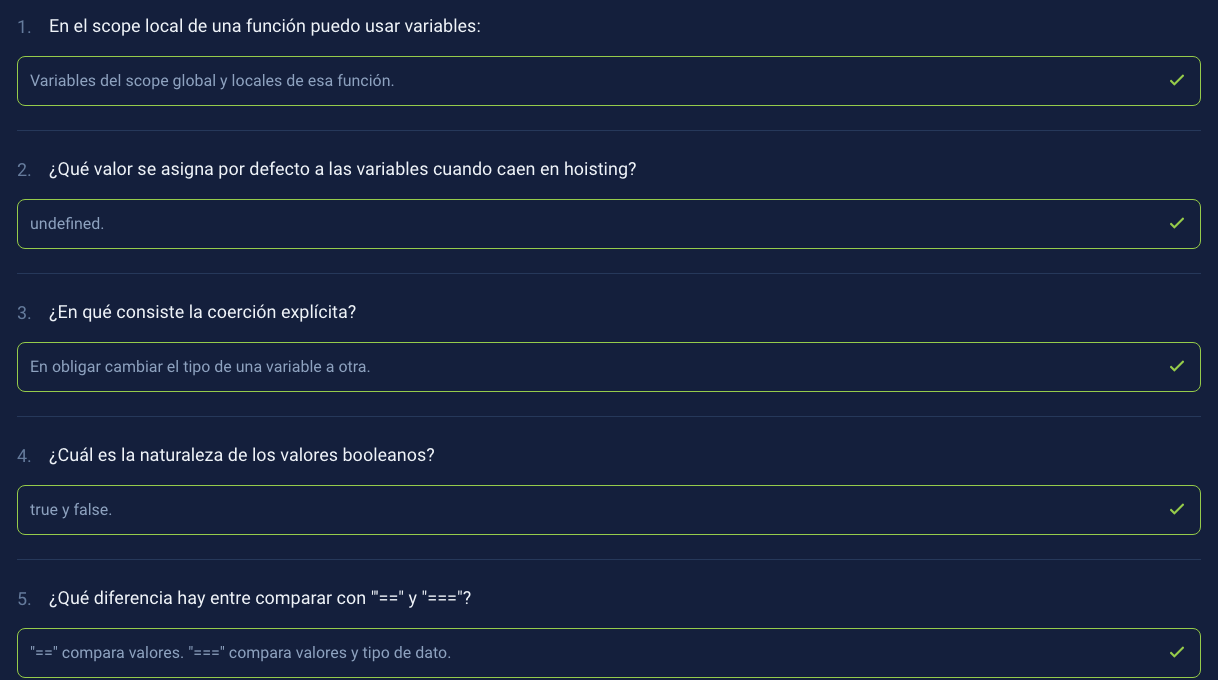 1. En el scope local de una función puedo usar variables:
Variables del scope global y locales de esa función.
2. ¿Qué valor se asigna por defecto a las variables cuando caen en hoisting?
undefined.
3. ¿En qué consiste la coerción explícita?
En obligar cambiar el tipo de una variable a otra.
4. ¿Cuál es la naturaleza de los valores booleanos?
true y false.
5. ¿Qué diferencia hay entre comparar con '"==" y "==="?
"==" compara valores. "===" compara valores y tipo de dato.